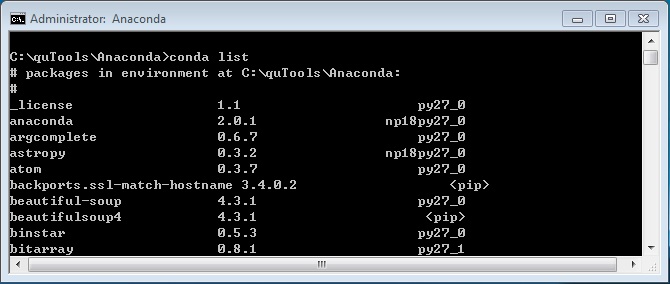 Administrator: Anaconda
C:\quTools\Anaconda>conda list
# packages in environment at C:\quTools\Anaconda:
#
_license                  1.1                      py27_0
anaconda                  2.0.1                np18py27_0
argcomplete               0.6.7                    py27_0
astropy                   0.3.2                np18py27_0
atom                      0.3.7                    py27_0
backports.ssl-match-hostname 3.4.0.2                   <pip>
beautiful-soup            4.3.1                    py27_0
beautifulsoup4            4.3.1                     <pip>
binstar                   0.5.3                    py27_0
bitarray                  0.8.1                    py27_1